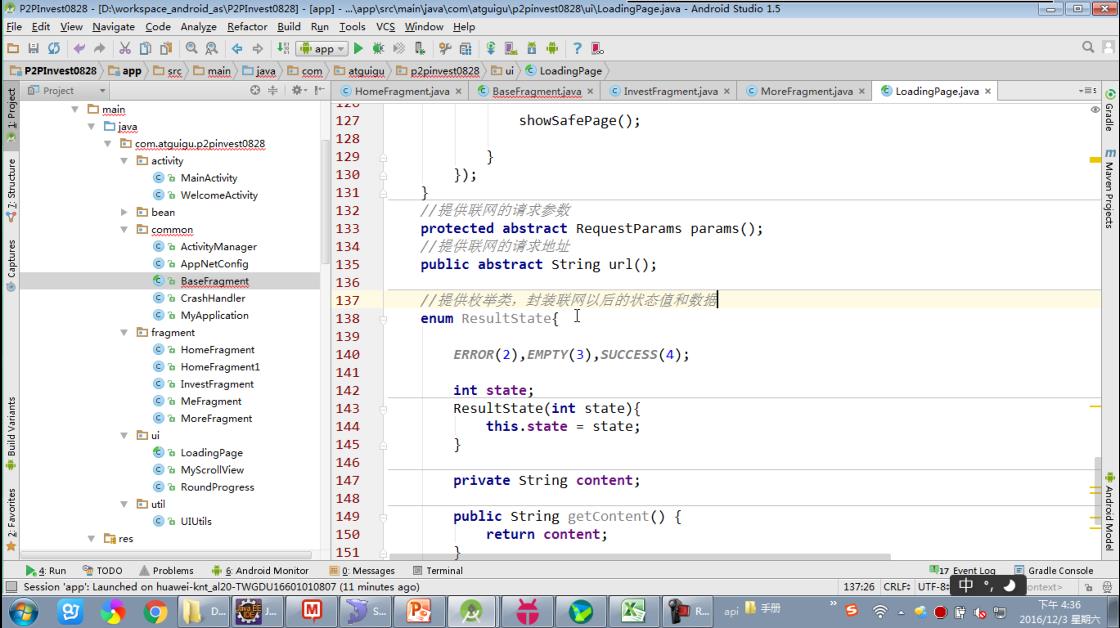 P2PInvest0828 - [D:\workspace_android_as\P2PInvest0828] - [app] - ...\app\src\main\java\com\atguigu\p2pinvest0828\ui\LoadingPage.java - Android Studio 1.5
File Edit View Navigate Code Analyze Refactor Build Run Tools VCS Window Help
app
P2PInvest0828 app src main java com atguigu p2pinvest0828 ui LoadingPage
Project
HomeFragment.java BaseFragment.java InvestFragment.java MoreFragment.java LoadingPage.java
1: Project
Structure
Captures
Build Variants
2: Favorites
main
java
com.atguigu.p2pinvest0828
activity
MainActivity
WelcomeActivity
bean
common
ActivityManager
AppNetConfig
BaseFragment
CrashHandler
MyApplication
fragment
HomeFragment
HomeFragment1
InvestFragment
MeFragment
MoreFragment
ui
LoadingPage
MyScrollView
RoundProgress
util
UIUtils
res
126
127 showSafePage();
128
129 }
130 });
131 }
132 //提供联网的请求参数
133 protected abstract RequestParams params();
134 //提供联网的请求地址
135 public abstract String url();
136
137 //提供枚举类，封装联网以后的状态值和数据
138 enum ResultState{
139
140 ERROR(2),EMPTY(3),SUCCESS(4);
141
142 int state;
143 ResultState(int state){
144 this.state = state;
145 }
146
147 private String content;
148
149 public String getContent() {
150 return content;
151 }
Gradle
Maven Projects
Android Model
4: Run TODO Problems 6: Android Monitor 0: Messages Terminal 17 Event Log Gradle Console
Session 'app': Launched on huawei-knt_al20-TWGDU16601010807 (11 minutes ago) 137:26 CRLF÷ UTF-8÷ 中 ntext>
D... J... S... R... api 手册
下午 4:36
2016/12/3 星期六